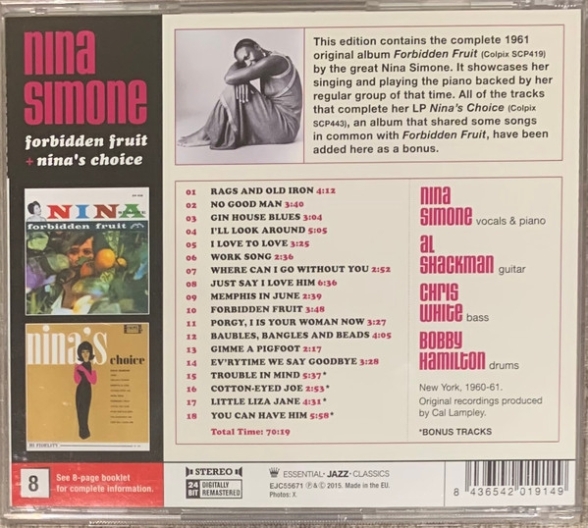 nina
simone
forbidden fruit
+ nina's choice
This edition contains the complete 1961
original album Forbidden Fruit (Colpix SCP419)
by the great Nina Simone. It showcases her
singing and playing the piano backed by her
regular group of that time. All of the tracks
that complete her LP Nina's Choice (Colpix
SCP443), an album that shared some songs
in common with Forbidden Fruit, have been
added here as a bonus.
NINA
forbidden fruit
nina's
choice
HI-FIDELITY
01 RAGS AND OLD IRON 4:12
02 NO GOOD MAN 3:40
03 GIN HOUSE BLUES 3:04
04 I'LL LOOK AROUND 5:05
05 I LOVE TO LOVE 3:25
06 WORK SONG 2:36
07 WHERE CAN I GO WITHOUT YOU 2:52
08 JUST SAY I LOVE HIM 6:36
09 MEMPHIS IN JUNE 2:39
10 FORBIDDEN FRUIT 3:48
11 PORGY, I IS YOUR WOMAN NOW 3:27
12 BAUBLES, BANGLES AND BEADS 4:05
13 GIMME A PIGFOOT 2:17
14 EV'RYTIME WE SAY GOODBYE 3:28
15 TROUBLE IN MIND 5:37*
16 COTTON-EYED JOE 2:53*
17 LITTLE LIZA JANE 4:31*
18 YOU CAN HAVE HIM 5:58*
Total Time: 70:19
nina
simone vocals & piano
al
shackman guitar
chris
white bass
bobby
hamilton drums
New York, 1960-61.
Original recordings produced
by Cal Lampley.
*BONUS TRACKS
8
See 8-page booklet
for complete information.
STEREO
24 BIT DIGITALLY REMASTERED
ESSENTIAL·JAZZ·CLASSICS
EJC55671 ℗&© 2015. Made in the EU.
Photos: X
8 436542 019149